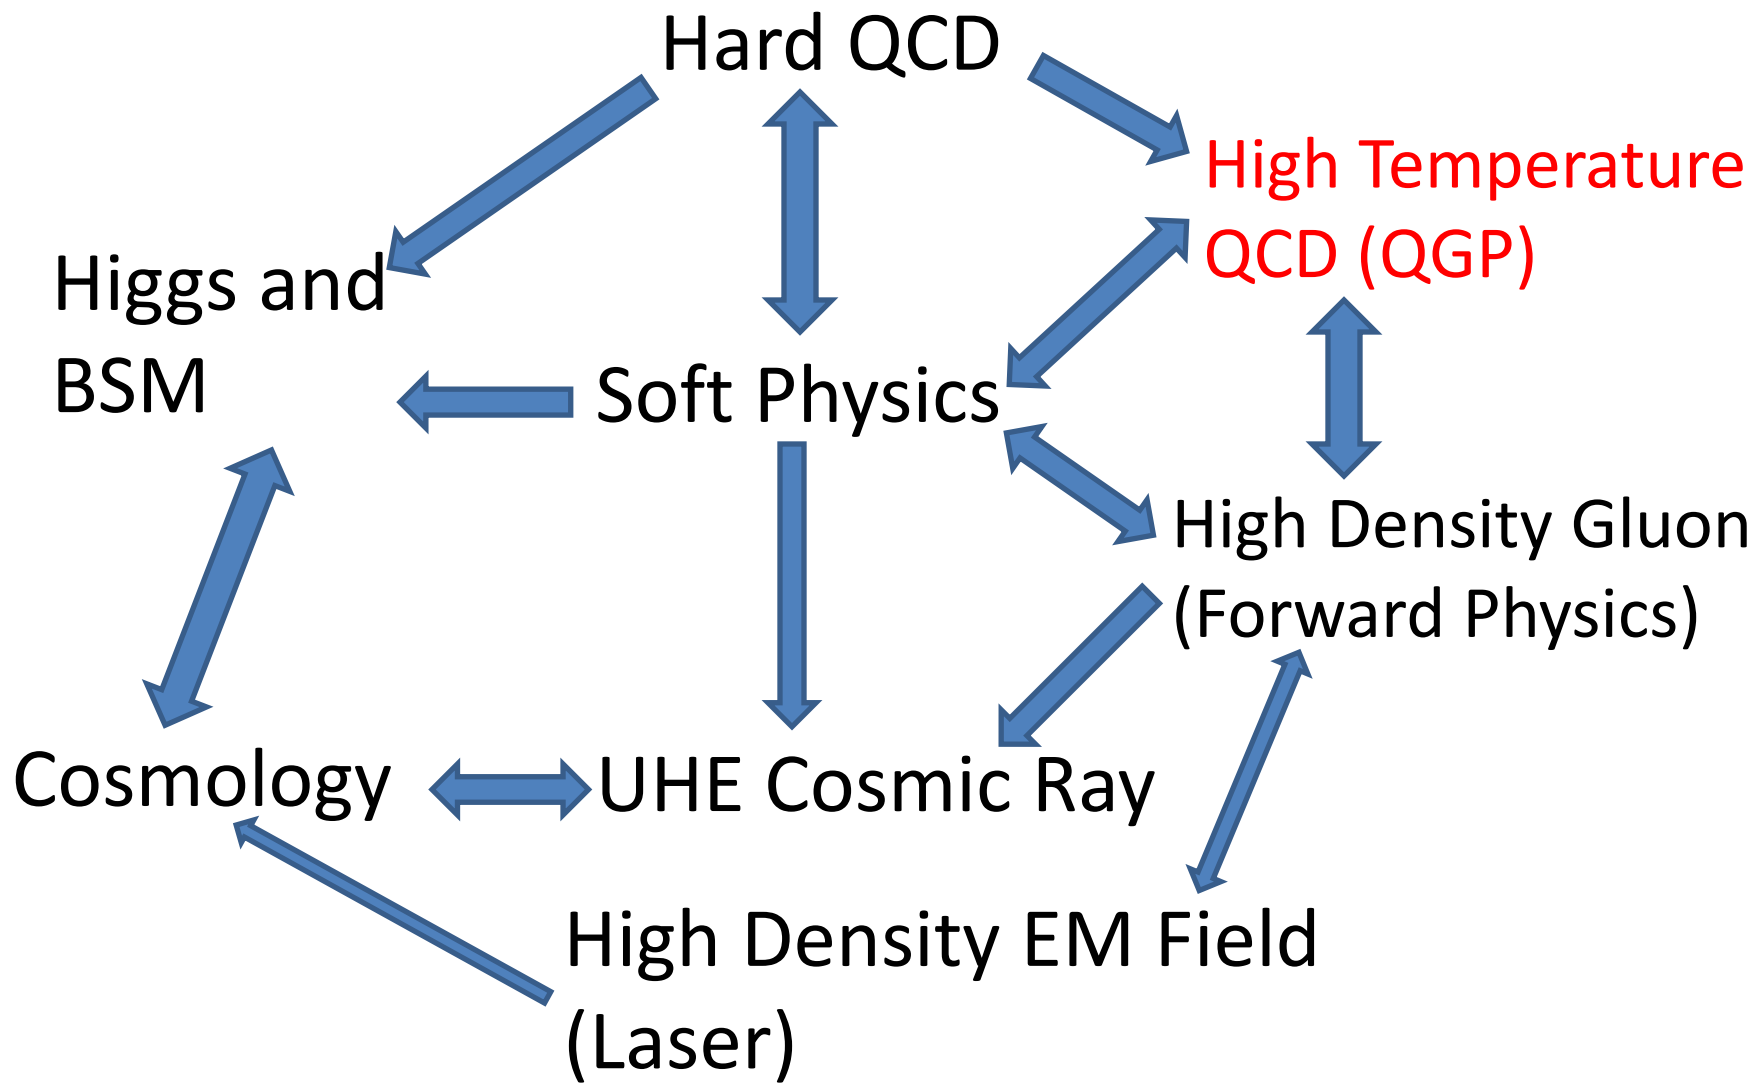 Hard QCD
High Temperature
QCD (QGP)
Higgs and
BSM
Soft Physics
High Density Gluon
(Forward Physics)
Cosmology
UHE Cosmic Ray
High Density EM Field
(Laser)